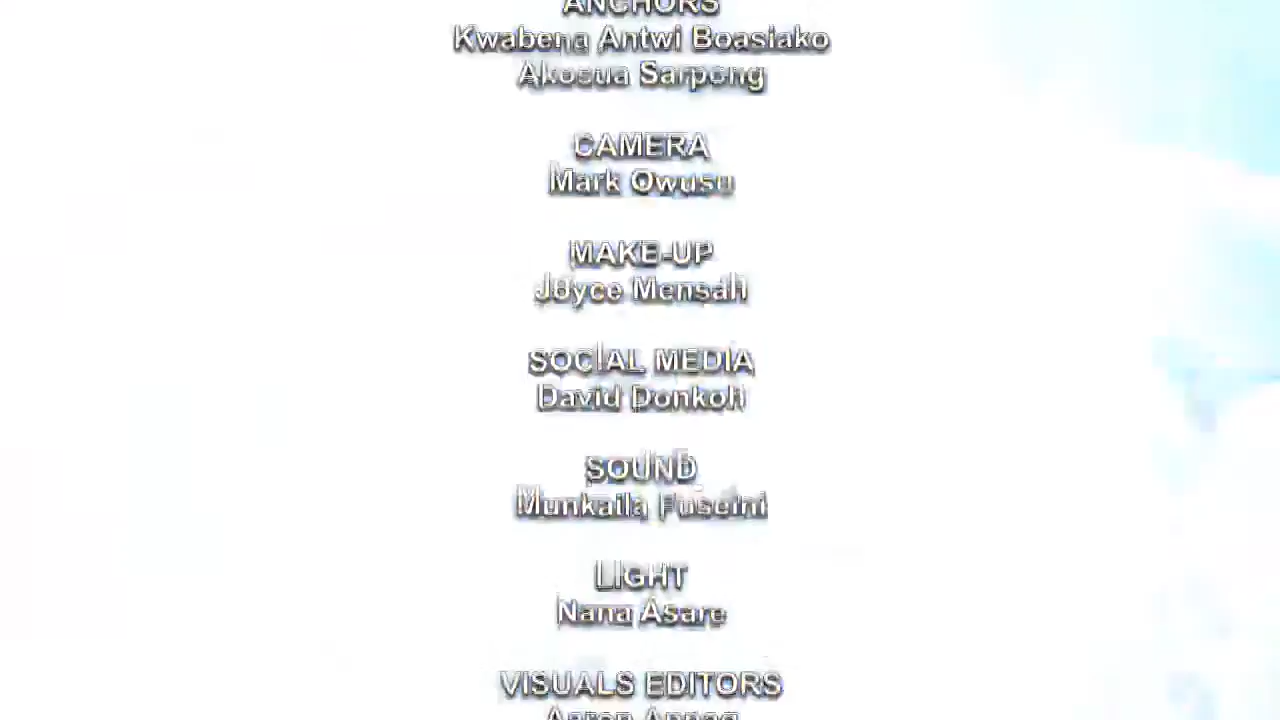 ANCHORS
Kwabena Antwi Boasiako
Akosua Sarpong
CAMERA
Mark Owusu
MAKE-UP
Joyce Mensah
SOCIAL MEDIA
David Donkoh
SOUND
Munkaila Fuseini
LIGHT
Nana Asare
VISUALS EDITORS